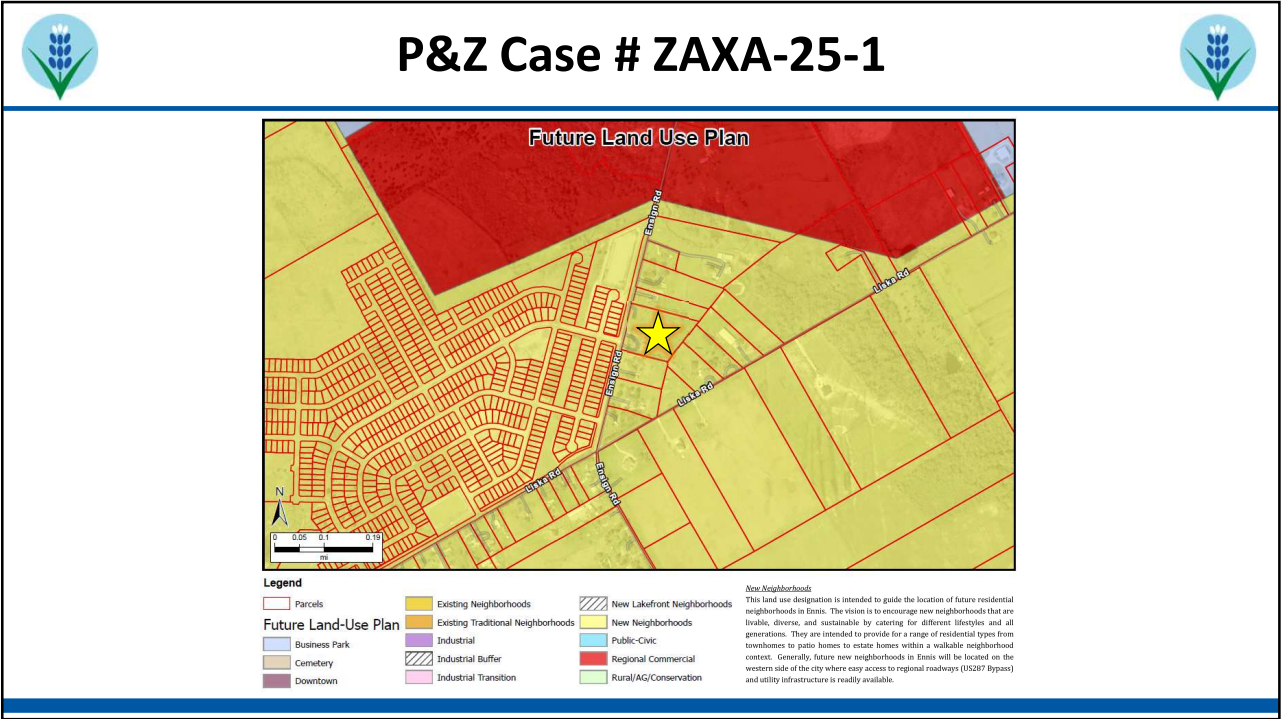 P&Z Case # ZAXA-25-1
Future Land Use Plan
Ensign Rd
Liska Rd
Ensign Rd
Liska Rd
Liska Rd
Ensign Rd
N
0 0.05 0.1 0.19
mi
Legend
Parcels
Future Land-Use Plan
Business Park
Cemetery
Downtown
Existing Neighborhoods
Existing Traditional Neighborhoods
Industrial
Industrial Buffer
Industrial Transition
New Lakefront Neighborhoods
New Neighborhoods
Public-Civic
Regional Commercial
Rural/AG/Conservation
New Neighborhoods
This land use designation is intended to guide the location of future residential
neighborhoods in Ennis. The vision is to encourage new neighborhoods that are
livable, diverse, and sustainable by catering for different lifestyles and all
generations. They are intended to provide for a range of residential types from
townhomes to patio homes to estate homes within a walkable neighborhood
context. Generally, future new neighborhoods in Ennis will be located on the
western side of the city where easy access to regional roadways (US287 Bypass)
and utility infrastructure is readily available.